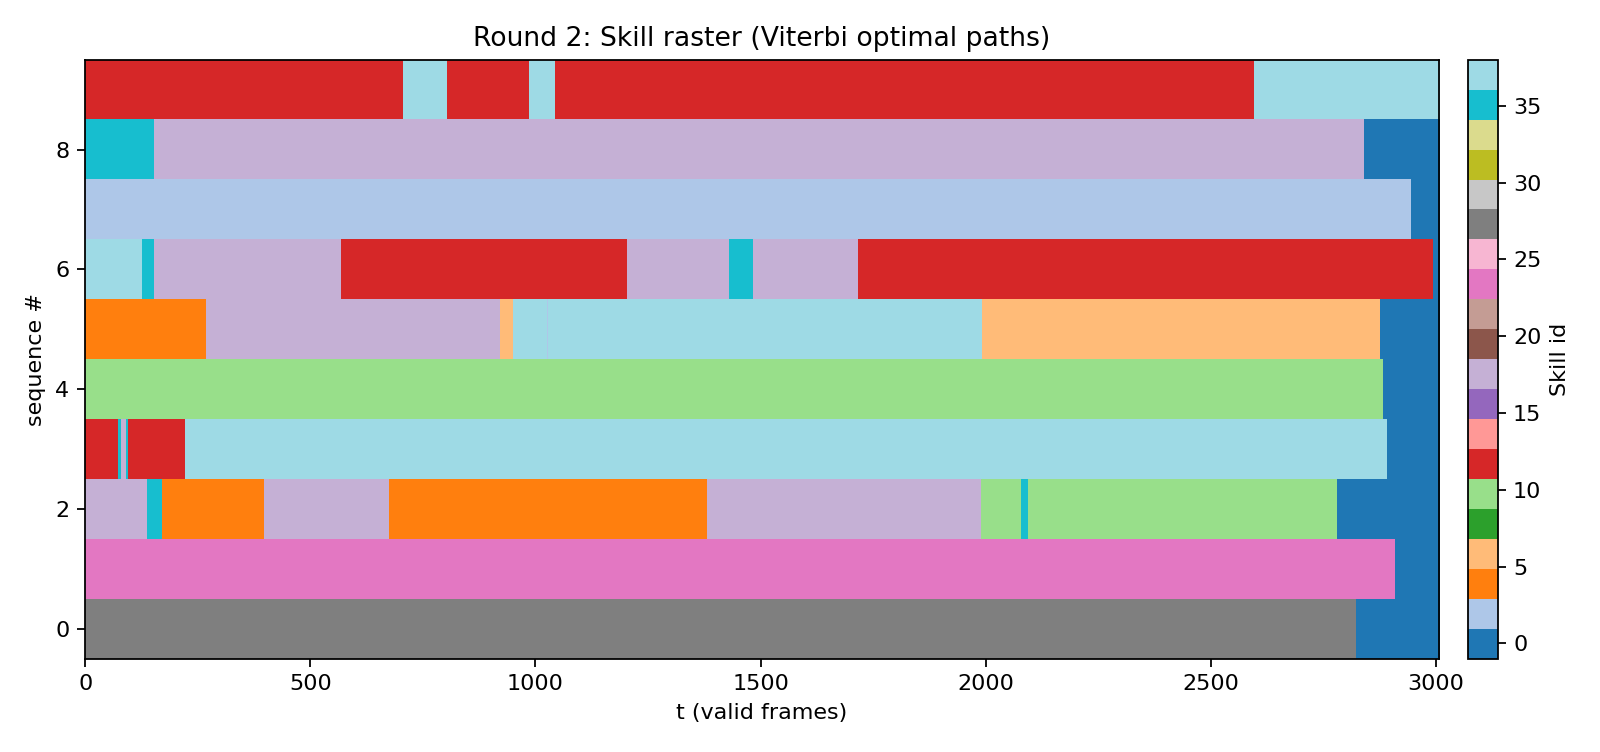 Round 2: Skill raster (Viterbi optimal paths)
sequence #
8
6
4
2
0
0 500 1000 1500 2000 2500 3000
t (valid frames)
35
30
25
20
15
10
5
0
Skill id